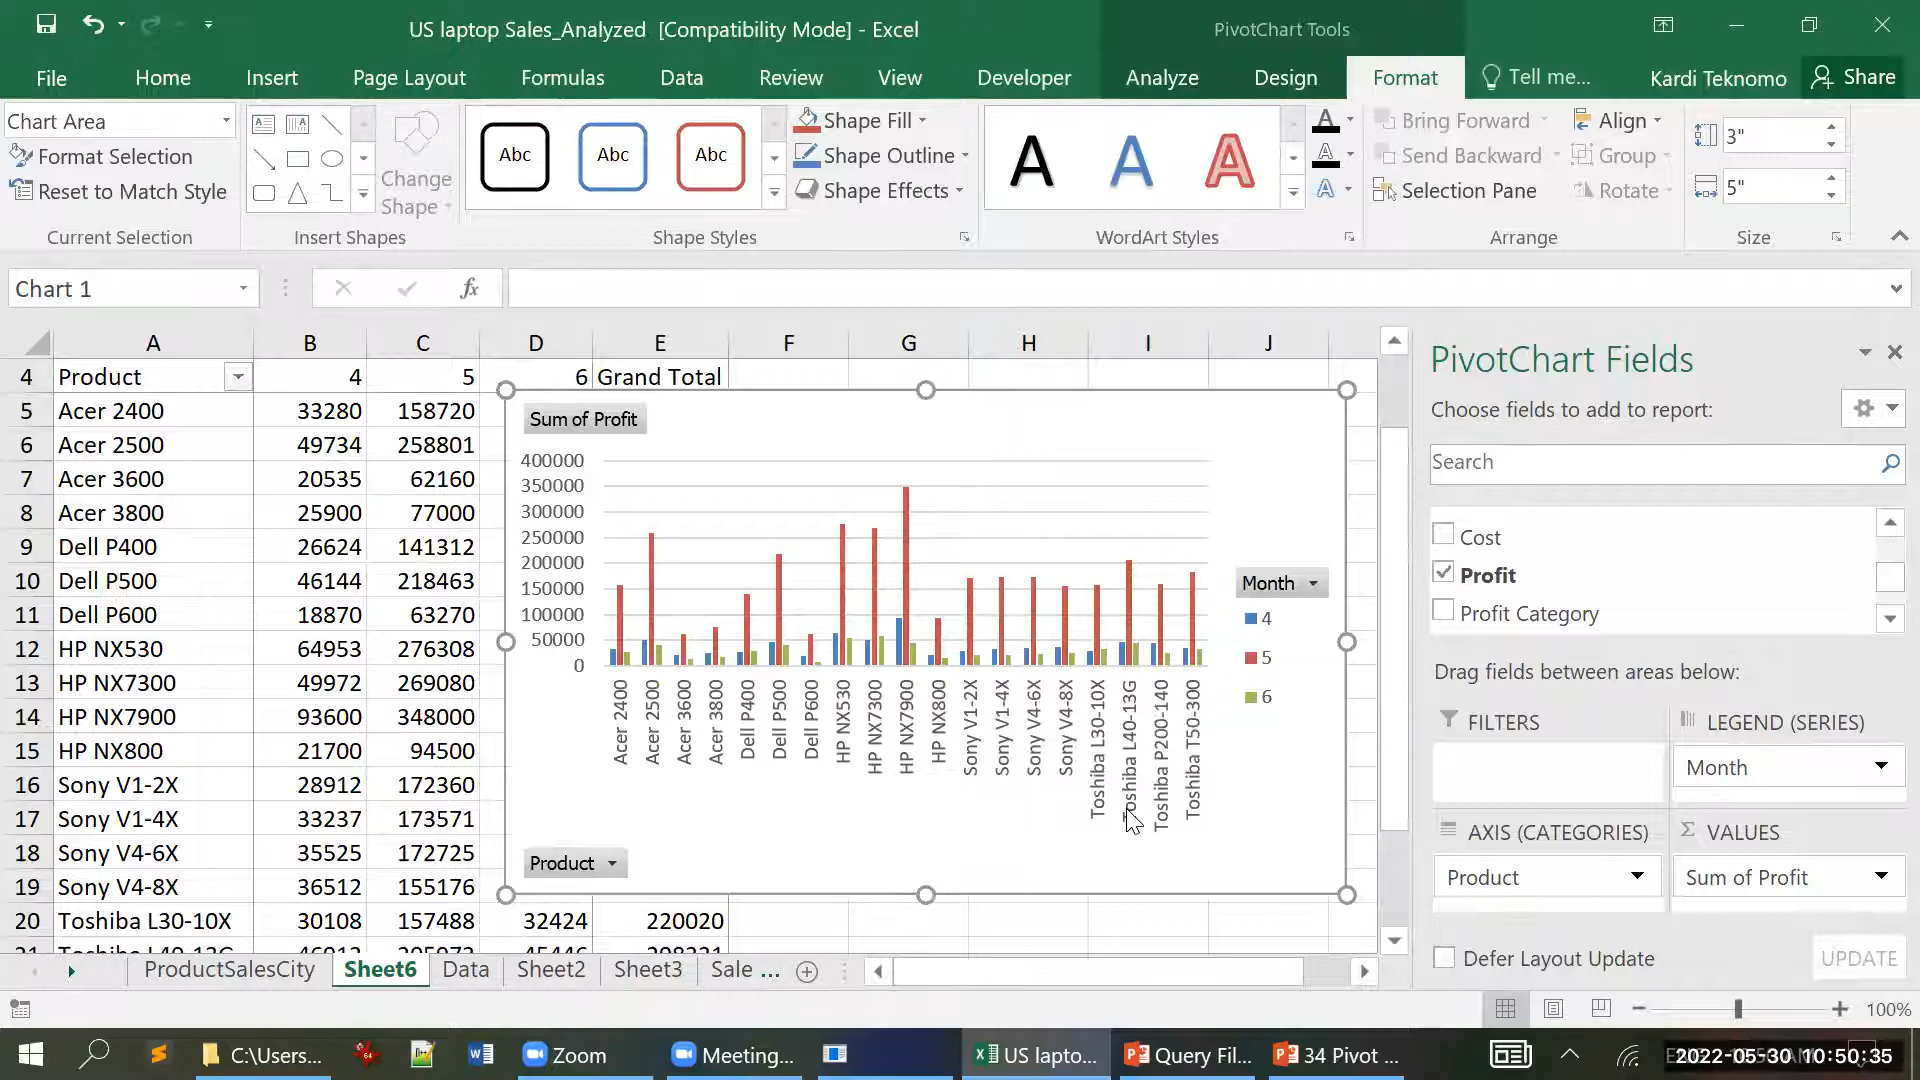 US laptop Sales_Analyzed [Compatibility Mode] - Excel
PivotChart Tools
File
Home
Insert
Page Layout
Formulas
Data
Review
View
Developer
Analyze
Design
Format
Tell me...
Kardi Teknomo
Share
Chart Area
Format Selection
Reset to Match Style
Current Selection
Change
Shape
Insert Shapes
Abc
Abc
Abc
Shape Fill
Shape Outline
Shape Effects
Shape Styles
A
A
A
WordArt Styles
Bring Forward
Send Backward
Selection Pane
Align
Group
Rotate
Arrange
3"
5"
Size
Chart 1
fx
A B C D E F G H I J
4 Product 4 5 6 Grand Total
5 Acer 2400 33280 158720
6 Acer 2500 49734 258801
7 Acer 3600 20535 62160
8 Acer 3800 25900 77000
9 Dell P400 26624 141312
10 Dell P500 46144 218463
11 Dell P600 18870 63270
12 HP NX530 64953 276308
13 HP NX7300 49972 269080
14 HP NX7900 93600 348000
15 HP NX800 21700 94500
16 Sony V1-2X 28912 172360
17 Sony V1-4X 33237 173571
18 Sony V4-6X 35525 172725
19 Sony V4-8X 36512 155176
20 Toshiba L30-10X 30108 157488 32424 220020
Sum of Profit
400000
350000
300000
250000
200000
150000
100000
50000
0
Acer 2400
Acer 2500
Acer 3600
Acer 3800
Dell P400
Dell P500
Dell P600
HP NX530
HP NX7300
HP NX7900
HP NX800
Sony V1-2X
Sony V1-4X
Sony V4-6X
Sony V4-8X
Toshiba L30-10X
Toshiba L40-13G
Toshiba P200-140
Toshiba T50-300
Month
4
5
6
Product
PivotChart Fields
Choose fields to add to report:
Search
Cost
Profit
Profit Category
Drag fields between areas below:
FILTERS
LEGEND (SERIES)
Month
AXIS (CATEGORIES)
Σ VALUES
Product
Sum of Profit
Defer Layout Update
UPDATE
ProductSalesCity
Sheet6
Data
Sheet2
Sheet3
Sale ...
100%
C:\Users...
Zoom
Meeting...
US lapto...
Query Fil...
34 Pivot ...
2022-05-30 10:50:35